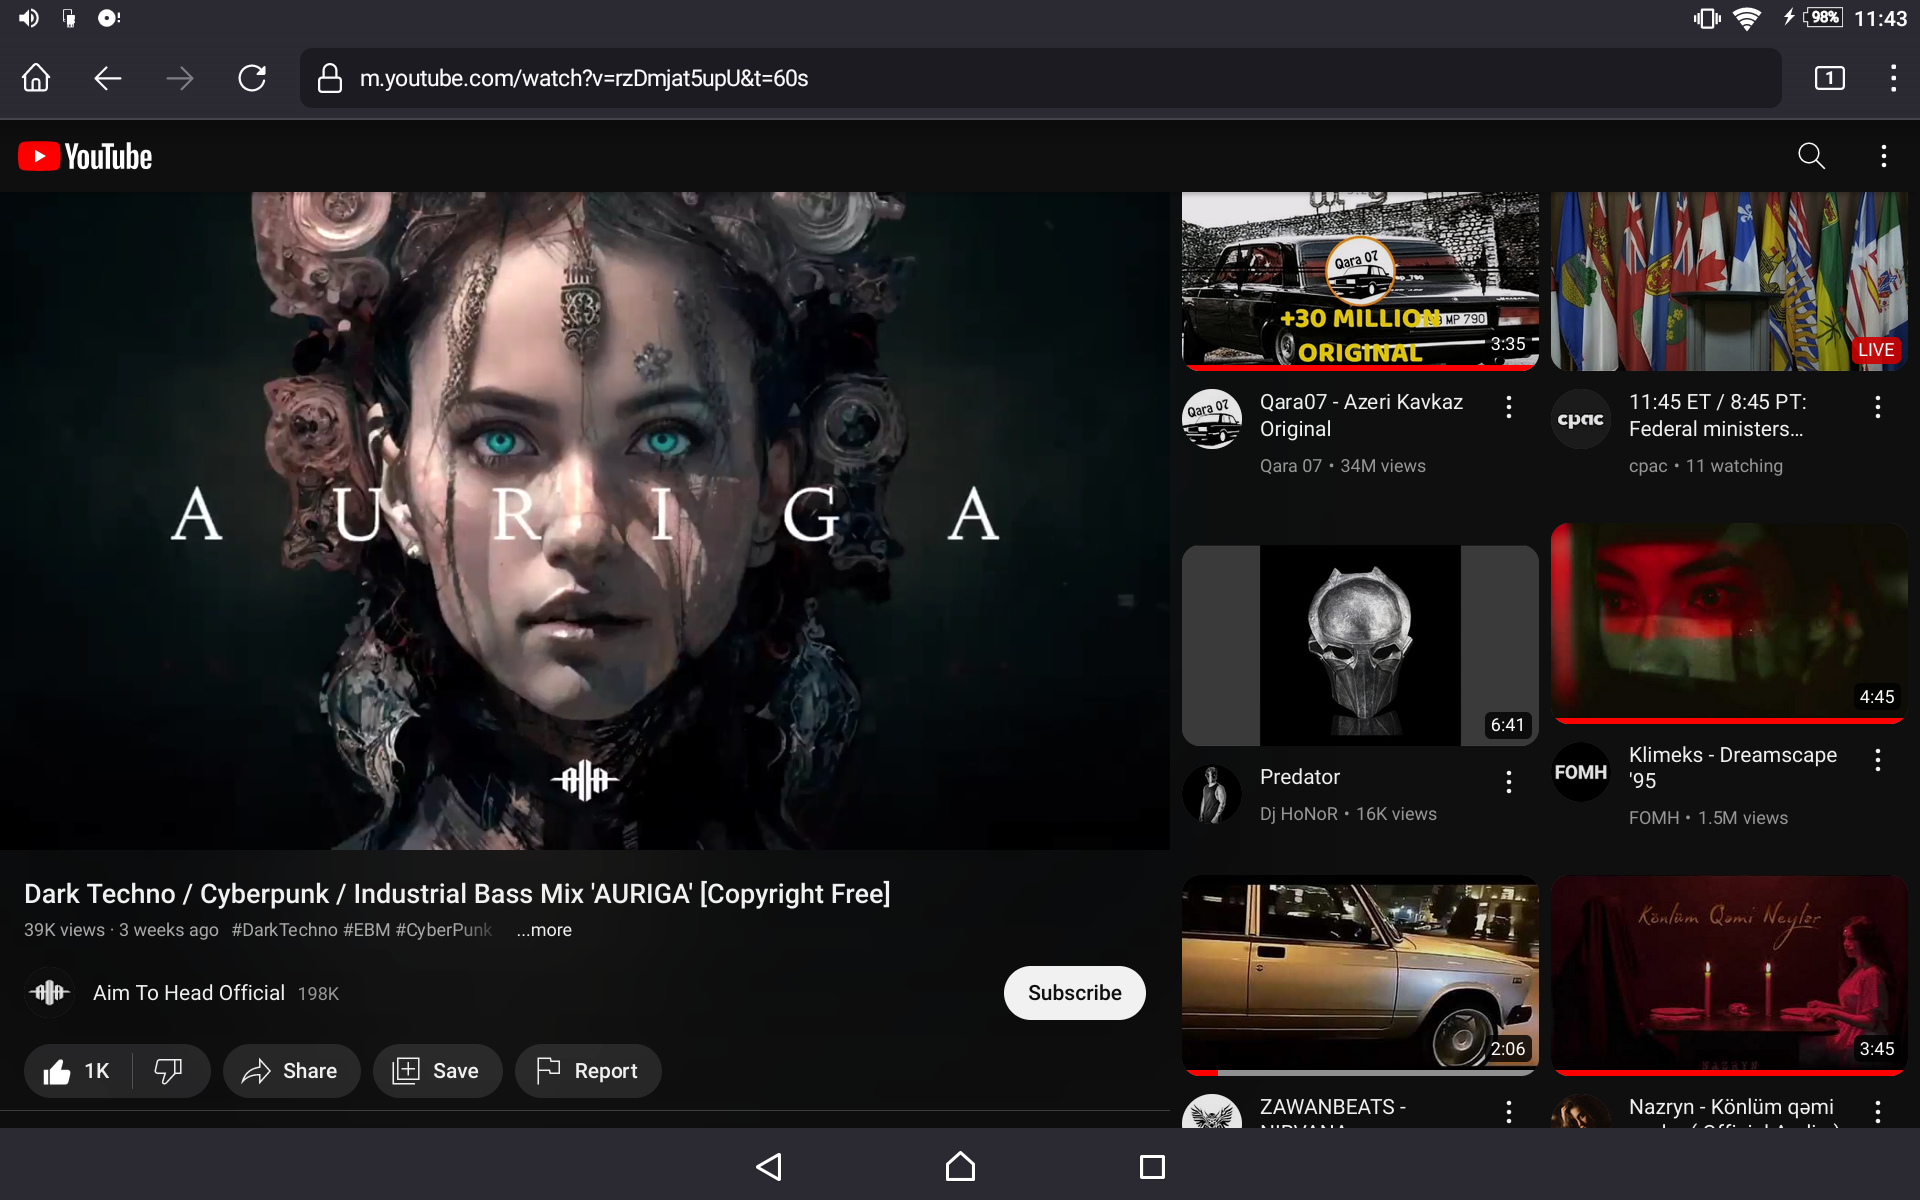 98% 11:43
m.youtube.com/watch?v=rzDmjat5upU&t=60s
1
YouTube
A U R I G A
Dark Techno / Cyberpunk / Industrial Bass Mix 'AURIGA' [Copyright Free]
39K views · 3 weeks ago #DarkTechno #EBM #CyberPunk ...more
Aim To Head Official 198K
Subscribe
1K
Share
Save
Report
Qara 07
MP 790
+30 MILLION
ORIGINAL
3:35
Qara 07
Qara07 - Azeri Kavkaz
Original
Qara 07 • 34M views
LIVE
cpac
11:45 ET / 8:45 PT:
Federal ministers...
cpac • 11 watching
6:41
Predator
Dj HoNoR • 16K views
4:45
FOMH
Klimeks - Dreamscape
'95
FOMH • 1.5M views
2:06
ZAWANBEATS -
Könlüm Qəmi Neylər
NAZRYN
3:45
Nazryn - Könlüm qəmi